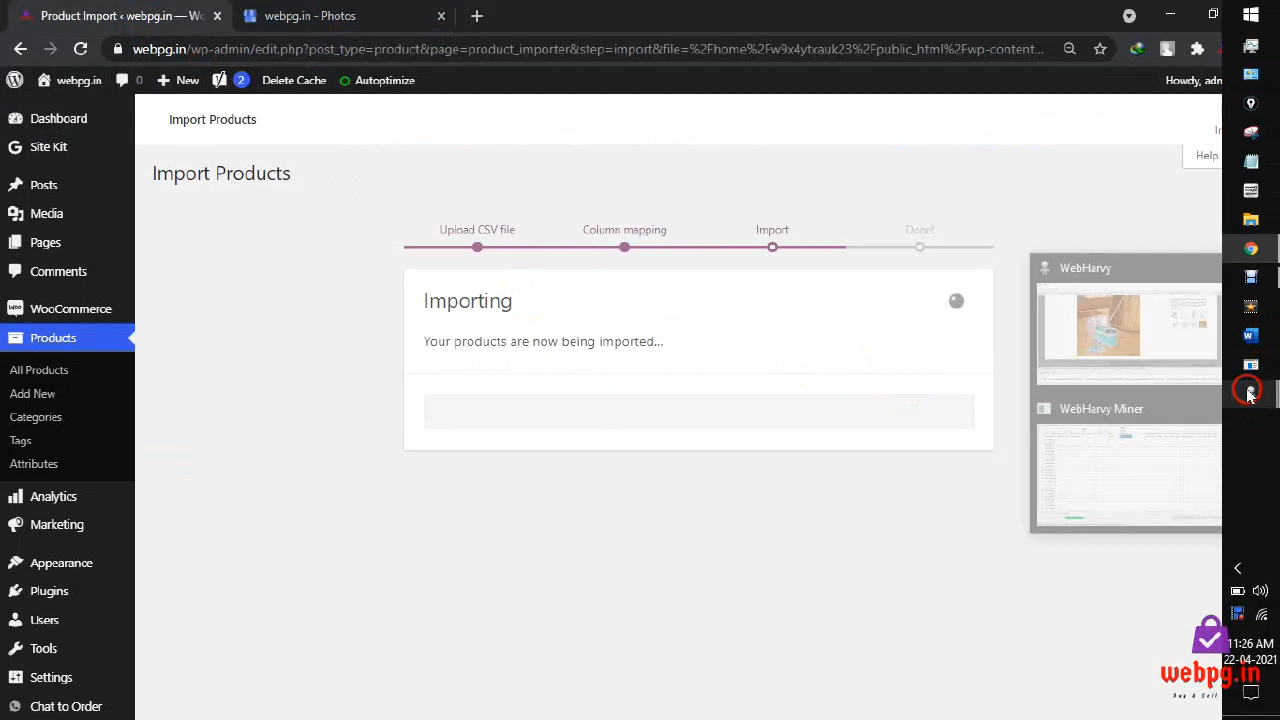 Product Import ‹ webpg.in — Wo
webpg.in - Photos
webpg.in/wp-admin/edit.php?post_type=product&page=product_importer&step=import&file=%2Fhome%2Fw9x4ytxauk23%2Fpublic_html%2Fwp-content...
webpg.in
0
New
2
Delete Cache
Autoptimize
Howdy, adm
Dashboard
Site Kit
Posts
Media
Pages
Comments
WooCommerce
Products
All Products
Add New
Categories
Tags
Attributes
Analytics
Marketing
Appearance
Plugins
Users
Tools
Settings
Chat to Order
Import Products
Help
Import Products
Upload CSV file
Column mapping
Import
Done!
Importing
Your products are now being imported...
WebHarvy
WebHarvy Miner
11:26 AM
22-04-2021
webpg.in
Buy & Sell